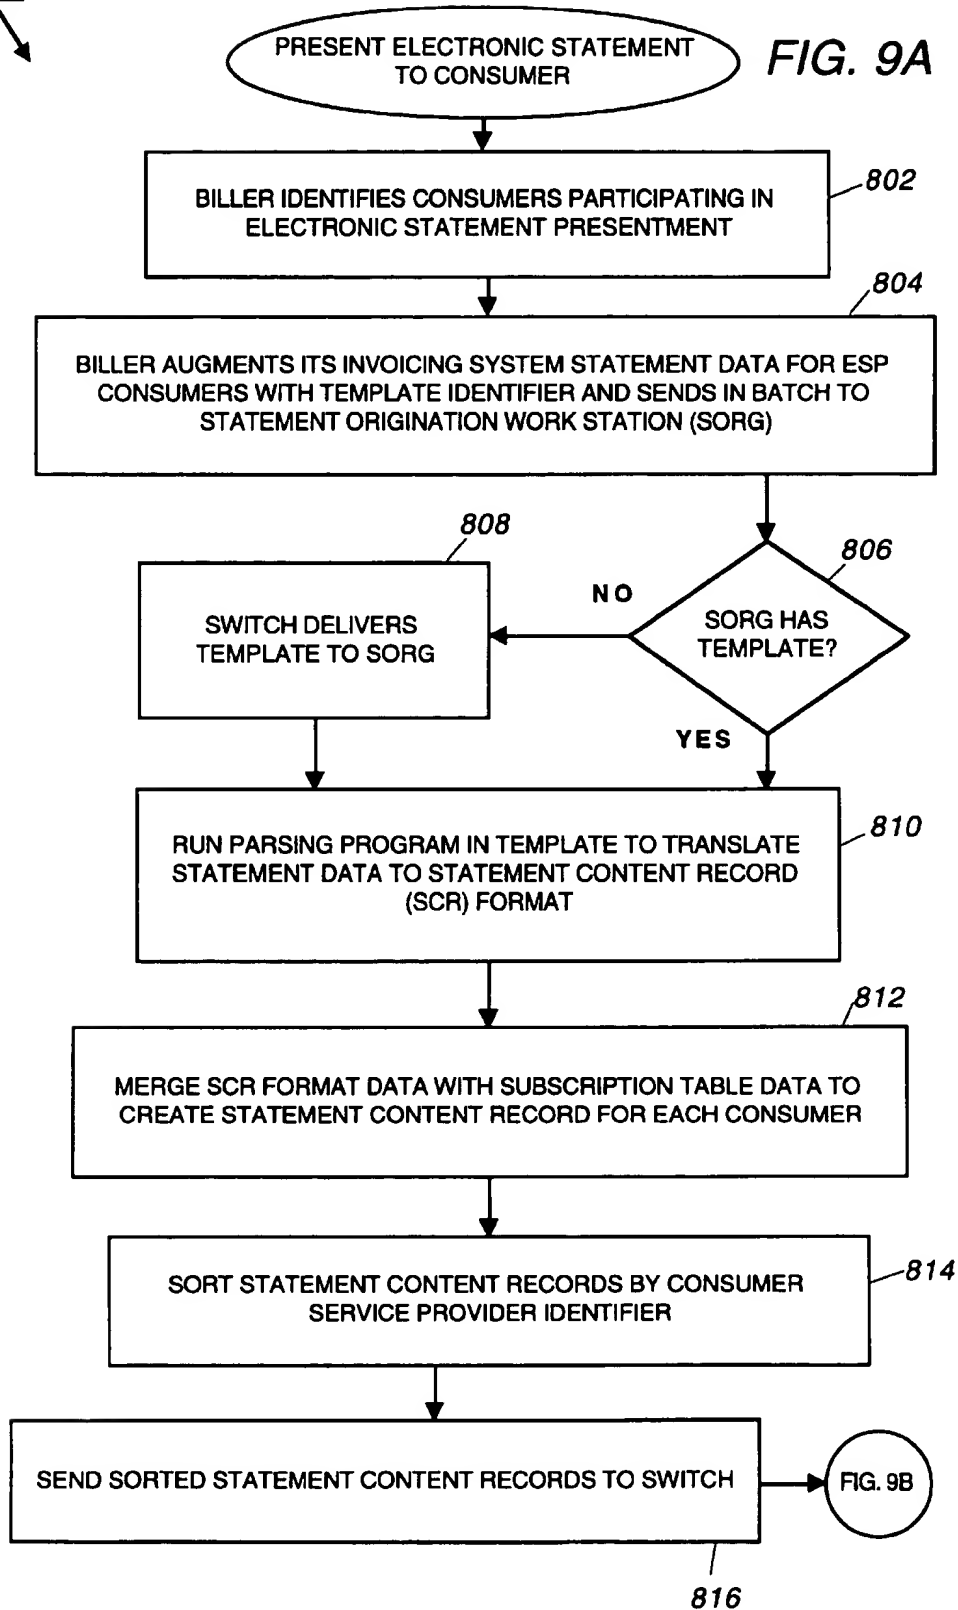 PRESENT ELECTRONIC STATEMENT
TO CONSUMER
FIG. 9A
802
BILLER IDENTIFIES CONSUMERS PARTICIPATING IN
ELECTRONIC STATEMENT PRESENTMENT
804
BILLER AUGMENTS ITS INVOICING SYSTEM STATEMENT DATA FOR ESP
CONSUMERS WITH TEMPLATE IDENTIFIER AND SENDS IN BATCH TO
STATEMENT ORIGINATION WORK STATION (SORG)
808
806
NO
SORG HAS
TEMPLATE?
SWITCH DELIVERS
TEMPLATE TO SORG
YES
810
RUN PARSING PROGRAM IN TEMPLATE TO TRANSLATE
STATEMENT DATA TO STATEMENT CONTENT RECORD
(SCR) FORMAT
812
MERGE SCR FORMAT DATA WITH SUBSCRIPTION TABLE DATA TO
CREATE STATEMENT CONTENT RECORD FOR EACH CONSUMER
814
SORT STATEMENT CONTENT RECORDS BY CONSUMER
SERVICE PROVIDER IDENTIFIER
SEND SORTED STATEMENT CONTENT RECORDS TO SWITCH
FIG. 9B
816